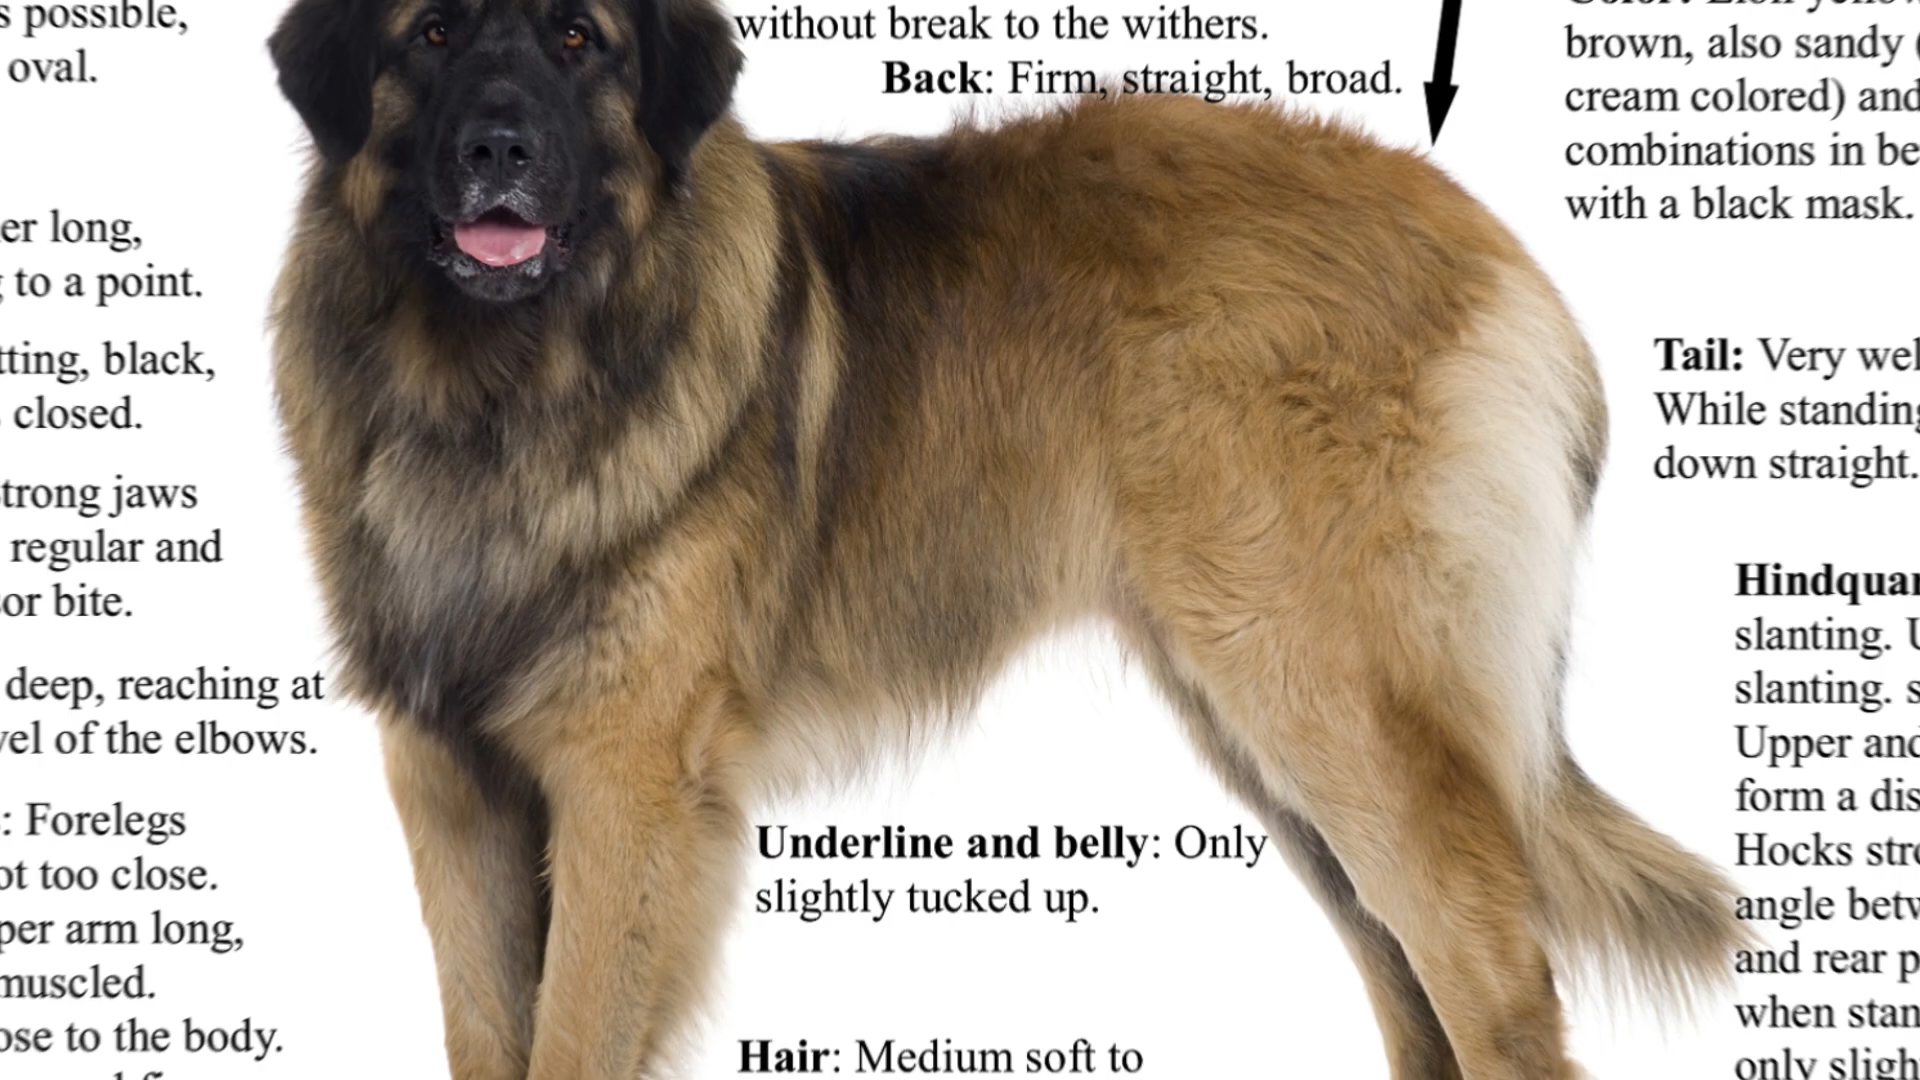 s possible,
oval.
er long,
to a point.
tting, black,
closed.
strong jaws
regular and
or bite.
deep, reaching at
vel of the elbows.
: Forelegs
ot too close.
per arm long,
muscled.
ose to the body.
without break to the withers.
Back: Firm, straight, broad.
Underline and belly: Only
slightly tucked up.
Hair: Medium soft to
brown, also sandy (
cream colored) and
combinations in be
with a black mask.
Tail: Very wel
While standing
down straight.
Hindquar
slanting. U
slanting. s
Upper and
form a dis
Hocks stro
angle betw
and rear p
when stan
only sligh